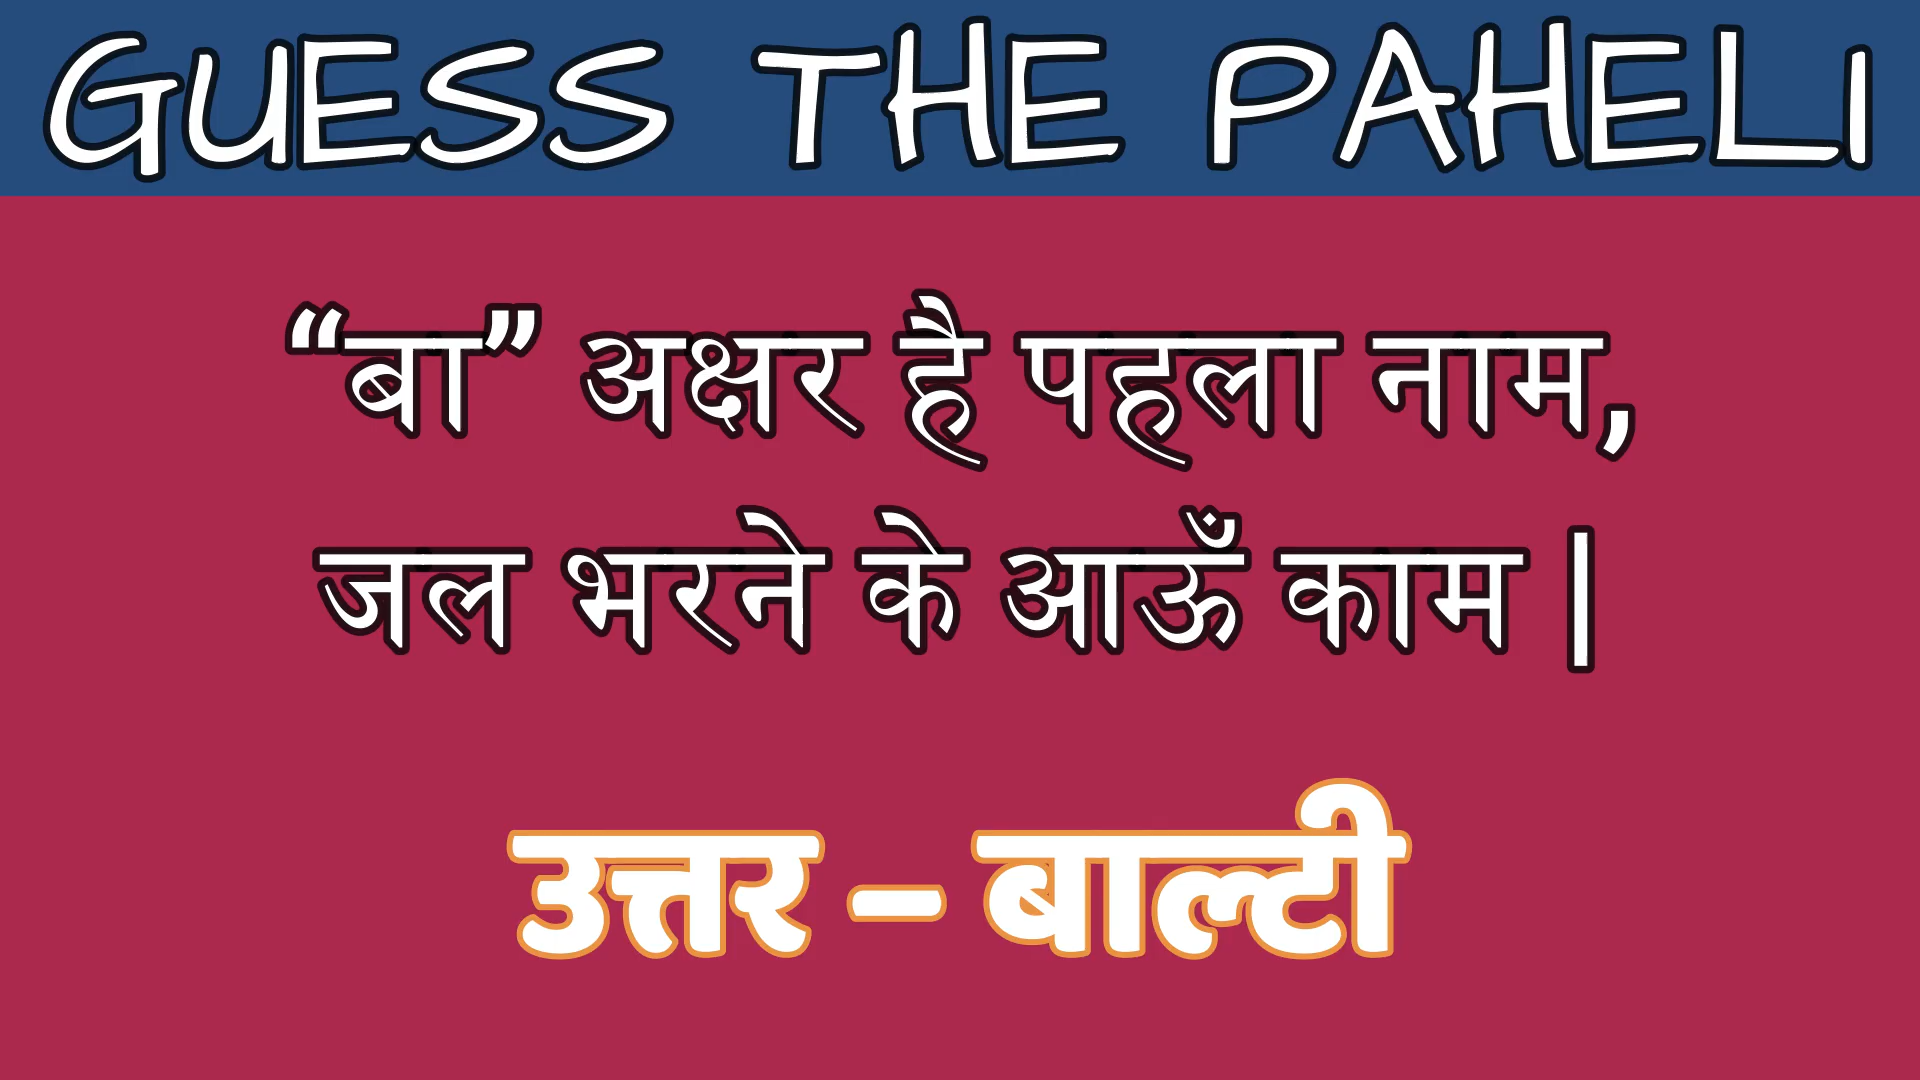 GUESS THE PAHELI
“बा” अक्षर है पहला नाम,
जल भरने के आऊँ काम |
उत्तर – बाल्टी